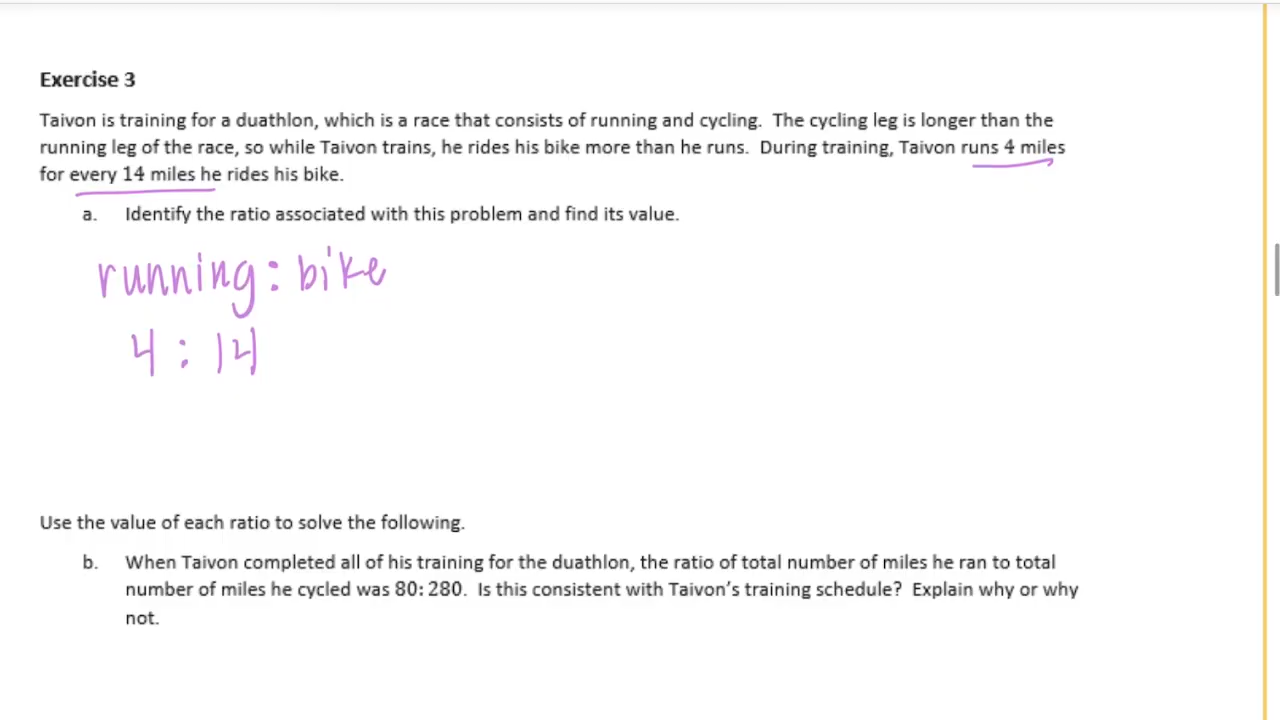 Exercise 3
Taivon is training for a duathlon, which is a race that consists of running and cycling. The cycling leg is longer than the
running leg of the race, so while Taivon trains, he rides his bike more than he runs. During training, Taivon runs 4 miles
for every 14 miles he rides his bike.
a. Identify the ratio associated with this problem and find its value.
running: bike
4 : 14
Use the value of each ratio to solve the following.
b. When Taivon completed all of his training for the duathlon, the ratio of total number of miles he ran to total
number of miles he cycled was 80: 280. Is this consistent with Taivon's training schedule? Explain why or why
not.